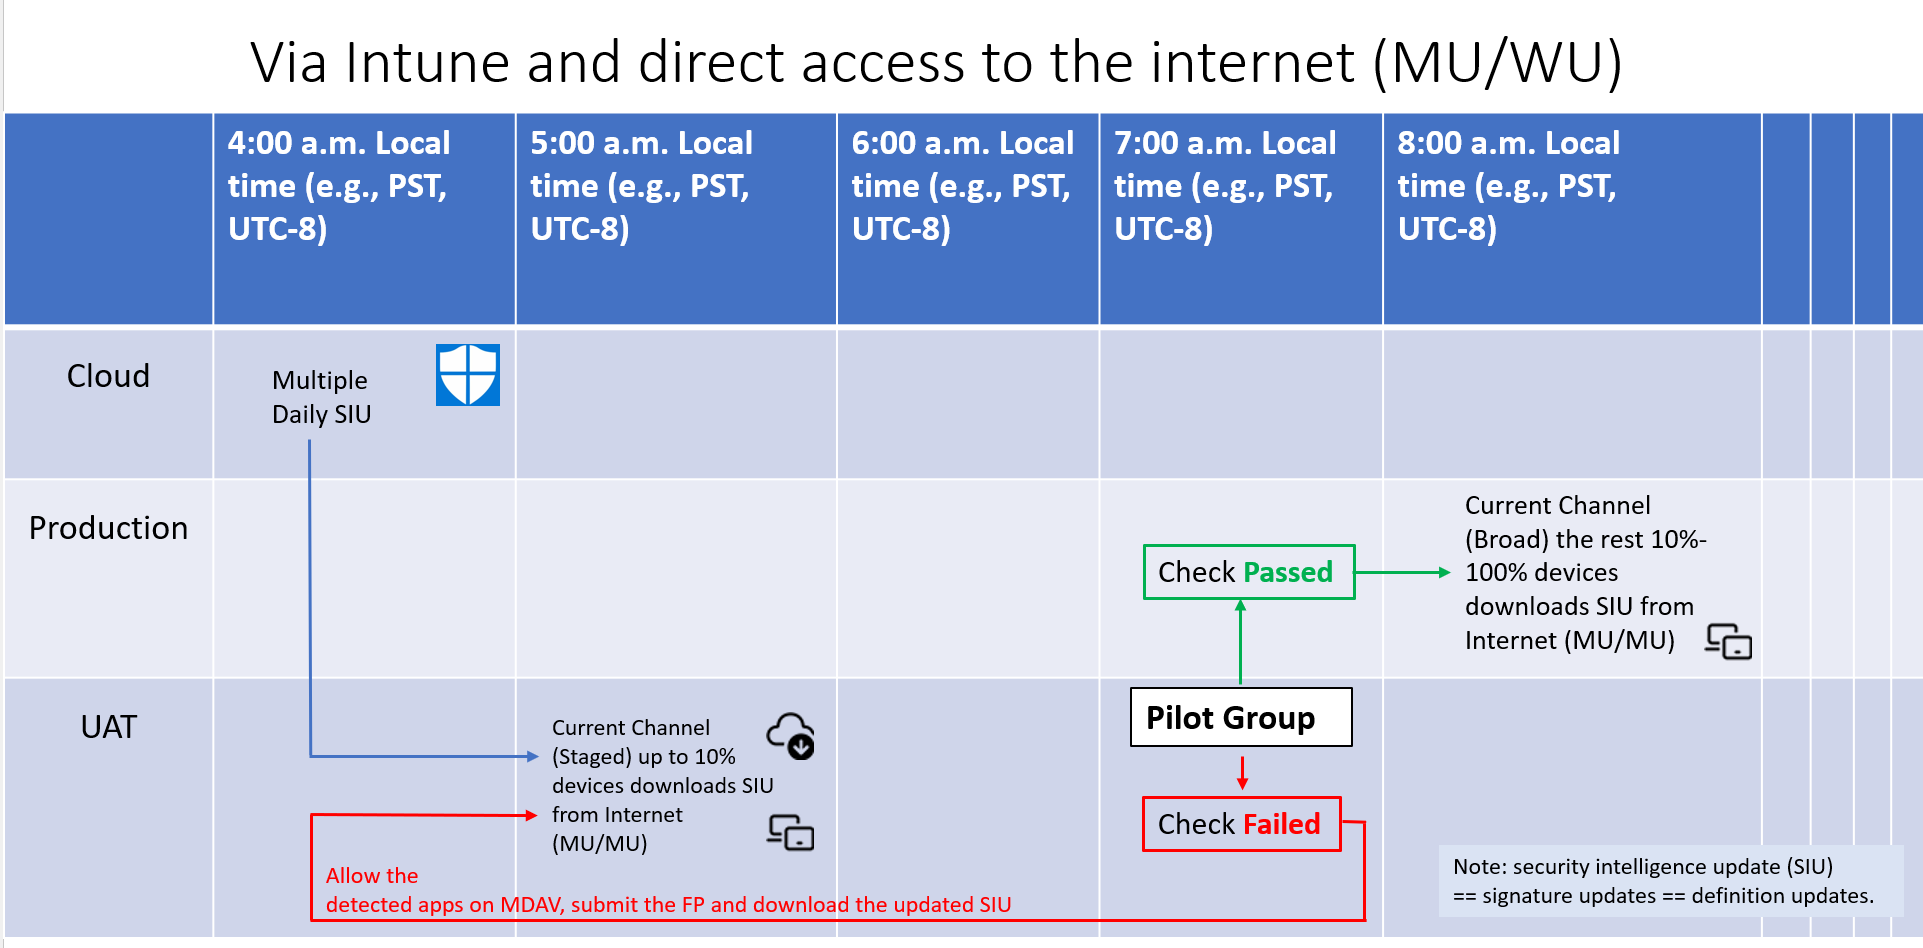 Via Intune and direct access to the internet (MU/WU)
4:00 a.m. Local
time (e.g., PST,
UTC-8)
5:00 a.m. Local
time (e.g., PST,
UTC-8)
6:00 a.m. Local
time (e.g., PST,
UTC-8)
7:00 a.m. Local
time (e.g., PST,
UTC-8)
8:00 a.m. Local
time (e.g., PST,
UTC-8)
Cloud
Multiple
Daily SIU
Production
Check Passed
Current Channel
(Broad) the rest 10%-
100% devices
downloads SIU from
Internet (MU/MU)
UAT
Current Channel
(Staged) up to 10%
devices downloads SIU
from Internet
(MU/MU)
Pilot Group
Check Failed
Allow the
detected apps on MDAV, submit the FP and download the updated SIU
Note: security intelligence update (SIU)
== signature updates == definition updates.